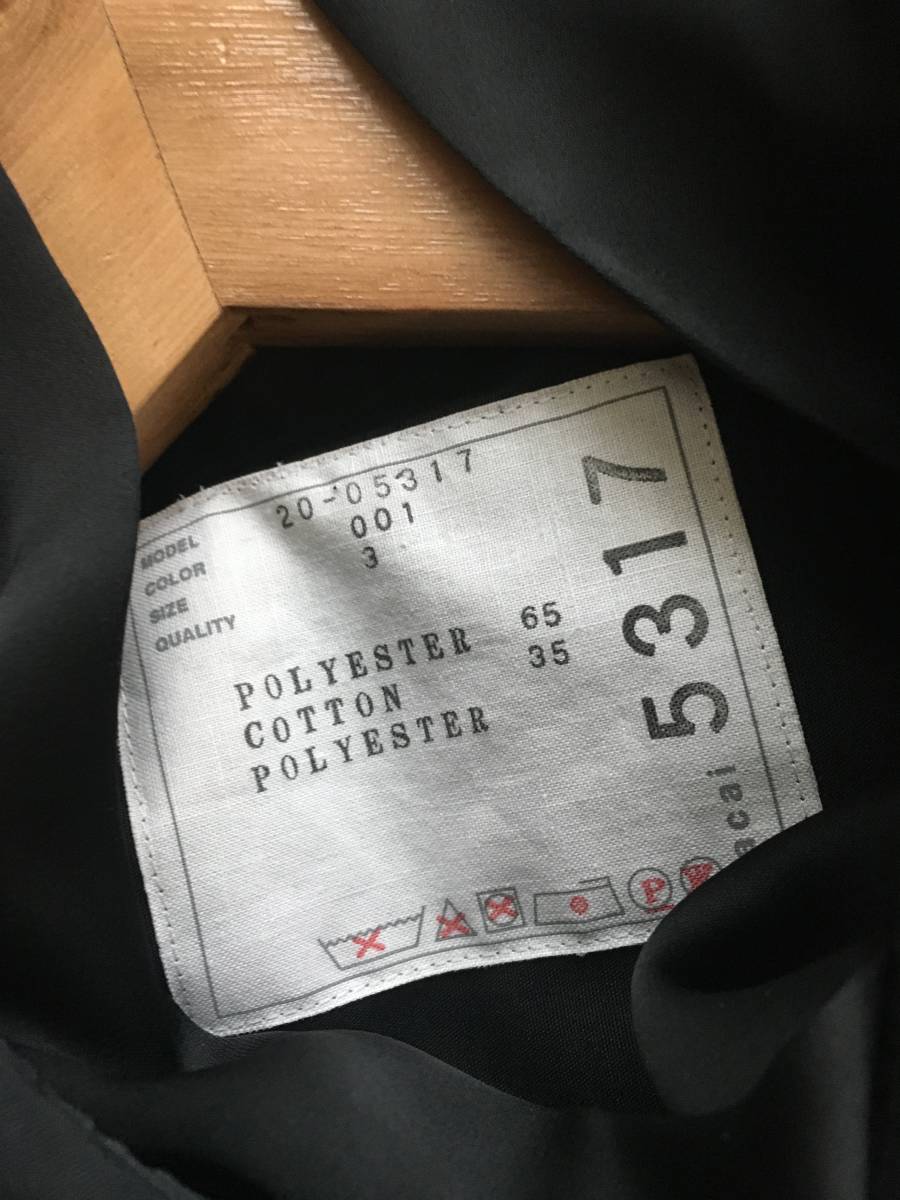 MODEL 20-05317
COLOR 001
SIZE 3
QUALITY
POLYESTER 65
COTTON 35
POLYESTER
5317
P